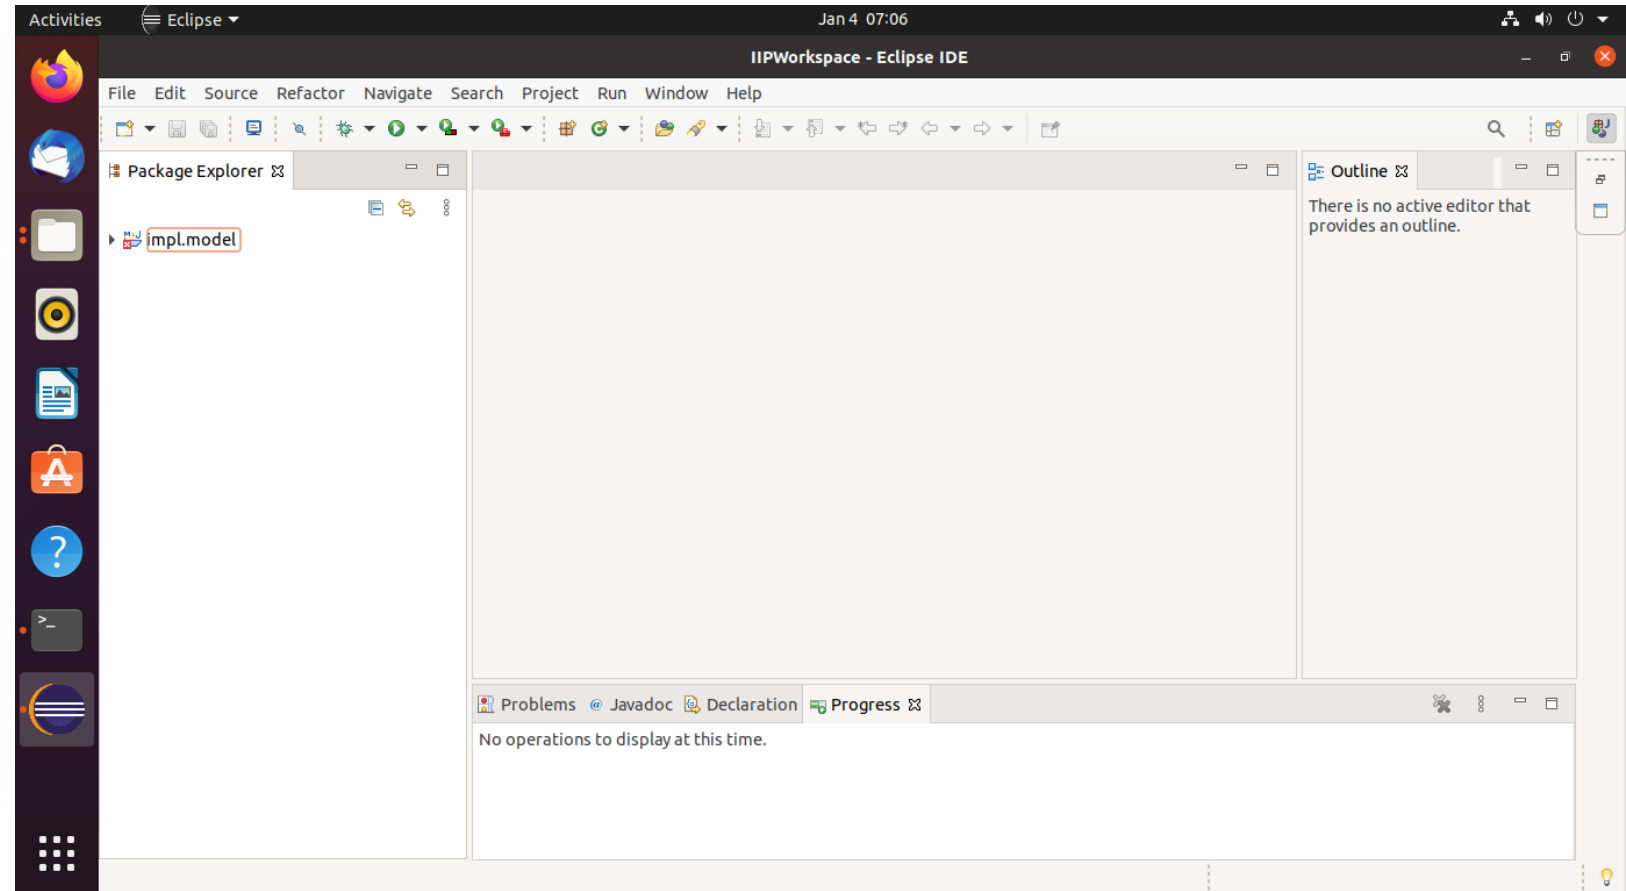 Activities Eclipse Jan 4 07:06
IIPWorkspace - Eclipse IDE
File Edit Source Refactor Navigate Search Project Run Window Help
Package Explorer
Outline
There is no active editor that
provides an outline.
impl.model
Problems @ Javadoc Declaration Progress
No operations to display at this time.